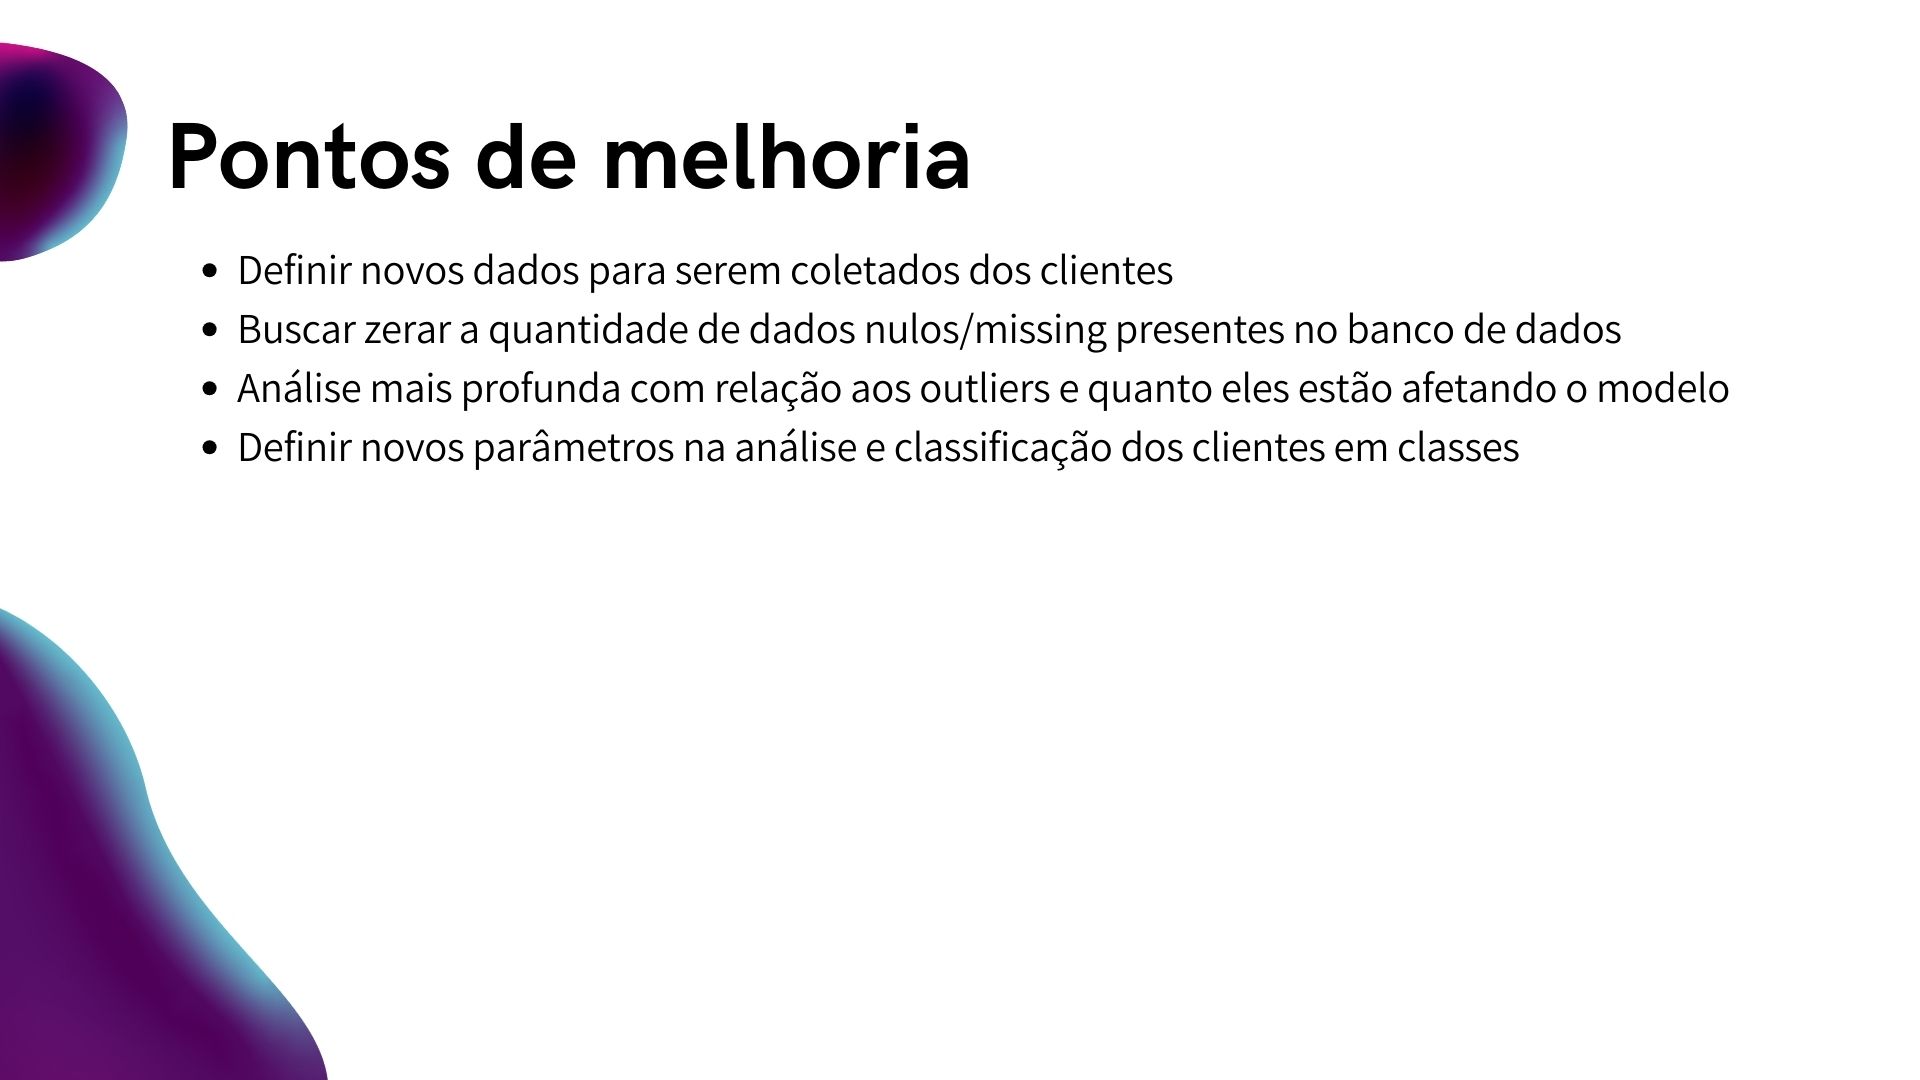 Pontos de melhoria
• Definir novos dados para serem coletados dos clientes
• Buscar zerar a quantidade de dados nulos/missing presentes no banco de dados
• Análise mais profunda com relação aos outliers e quanto eles estão afetando o modelo
• Definir novos parâmetros na análise e classificação dos clientes em classes